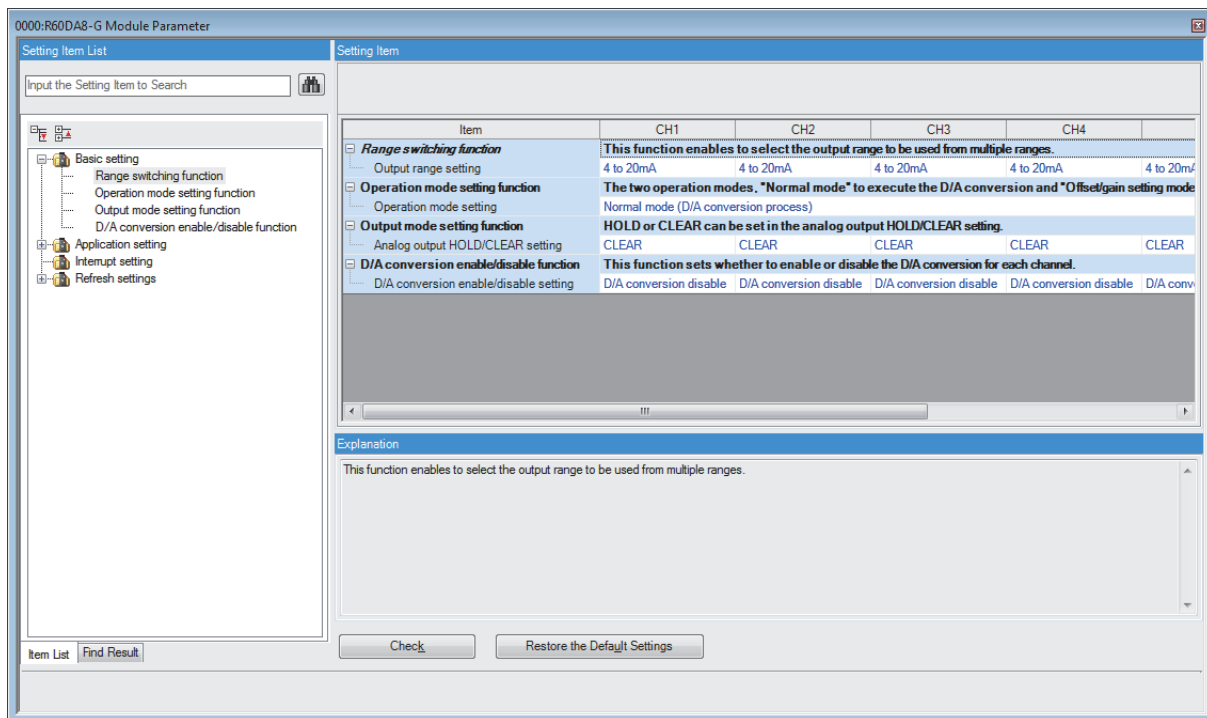 0000:R60DA8-G Module Parameter
Setting Item List
Input the Setting Item to Search
Basic setting
Range switching function
Operation mode setting function
Output mode setting function
D/A conversion enable/disable function
Application setting
Interrupt setting
Refresh settings
Item List Find Result
Setting Item
Item CH1 CH2 CH3 CH4
Range switching function This function enables to select the output range to be used from multiple ranges.
Output range setting 4 to 20mA 4 to 20mA 4 to 20mA 4 to 20mA 4 to 20mA
Operation mode setting function The two operation modes, "Normal mode" to execute the D/A conversion and "Offset/gain setting mode
Operation mode setting Normal mode (D/A conversion process)
Output mode setting function HOLD or CLEAR can be set in the analog output HOLD/CLEAR setting.
Analog output HOLD/CLEAR setting CLEAR CLEAR CLEAR CLEAR CLEAR
D/A conversion enable/disable function This function sets whether to enable or disable the D/A conversion for each channel.
D/A conversion enable/disable setting D/A conversion disable D/A conversion disable D/A conversion disable D/A conversion disable D/A conv
Explanation
This function enables to select the output range to be used from multiple ranges.
Check Restore the Default Settings